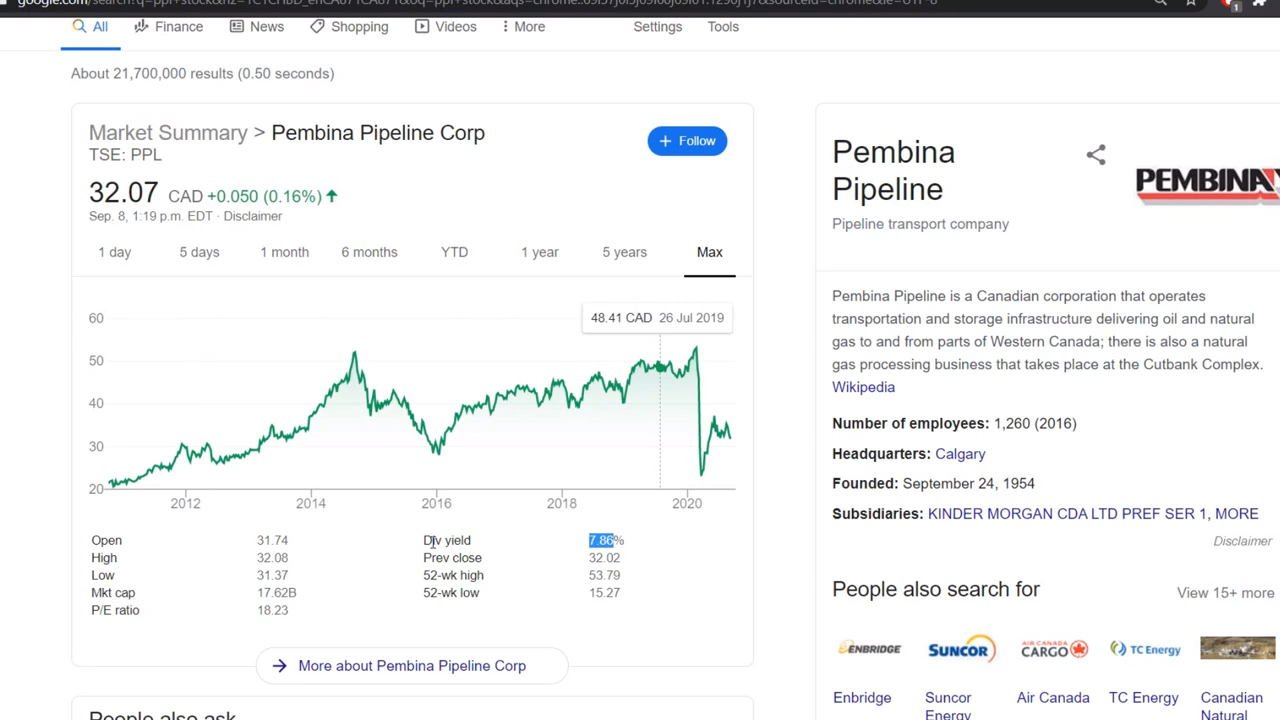 All
Finance
News
Shopping
Videos
More
Settings
Tools
About 21,700,000 results (0.50 seconds)
Market Summary > Pembina Pipeline Corp
TSE: PPL
+ Follow
32.07 CAD +0.050 (0.16%)
Sep. 8, 1:19 p.m. EDT · Disclaimer
1 day
5 days
1 month
6 months
YTD
1 year
5 years
Max
48.41 CAD 26 Jul 2019
60
50
40
30
20
2012
2014
2016
2018
2020
Open 31.74
High 32.08
Low 31.37
Mkt cap 17.62B
P/E ratio 18.23
Div yield 7.86%
Prev close 32.02
52-wk high 53.79
52-wk low 15.27
More about Pembina Pipeline Corp
People also ask
Pembina
Pipeline
Pipeline transport company
PEMBINA
Pembina Pipeline is a Canadian corporation that operates
transportation and storage infrastructure delivering oil and natural
gas to and from parts of Western Canada; there is also a natural
gas processing business that takes place at the Cutbank Complex.
Wikipedia
Number of employees: 1,260 (2016)
Headquarters: Calgary
Founded: September 24, 1954
Subsidiaries: KINDER MORGAN CDA LTD PREF SER 1, MORE
Disclaimer
People also search for
View 15+ more
ENBRIDGE
SUNCOR
AIR CANADA
CARGO
TC Energy
Enbridge
Suncor
Energy
Air Canada
TC Energy
Canadian
Natural